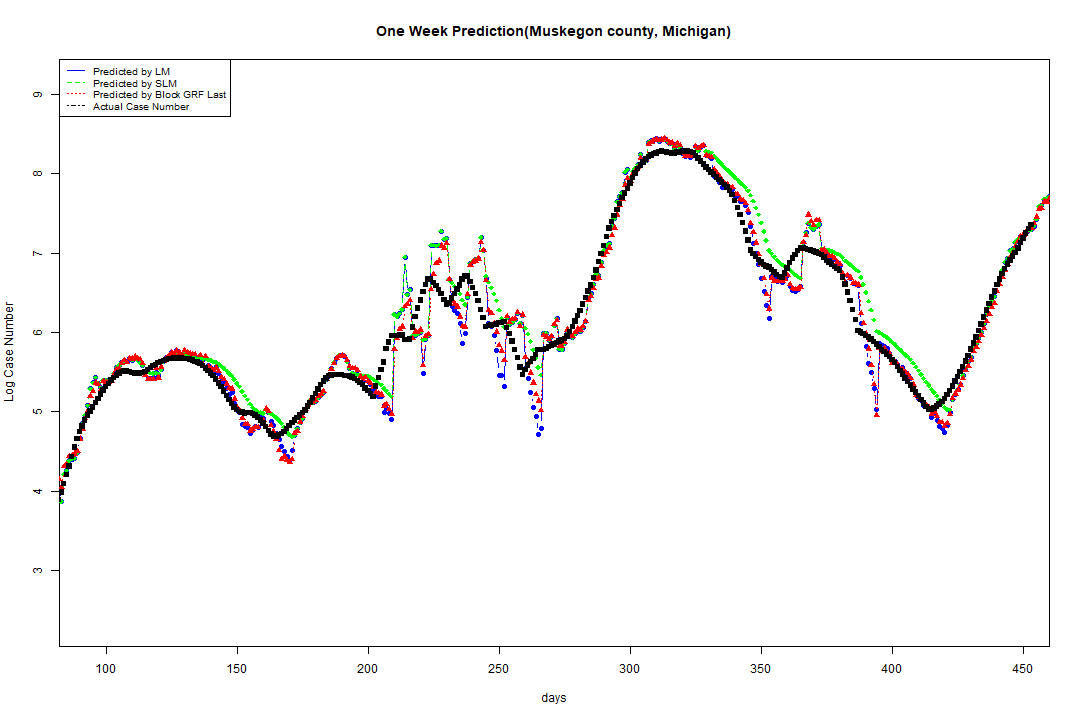 One Week Prediction(Muskegon county, Michigan)
Predicted by LM
Predicted by SLM
Predicted by Block GRF Last
Actual Case Number
Log Case Number
9
8
7
6
5
4
3
100 150 200 250 300 350 400 450
days